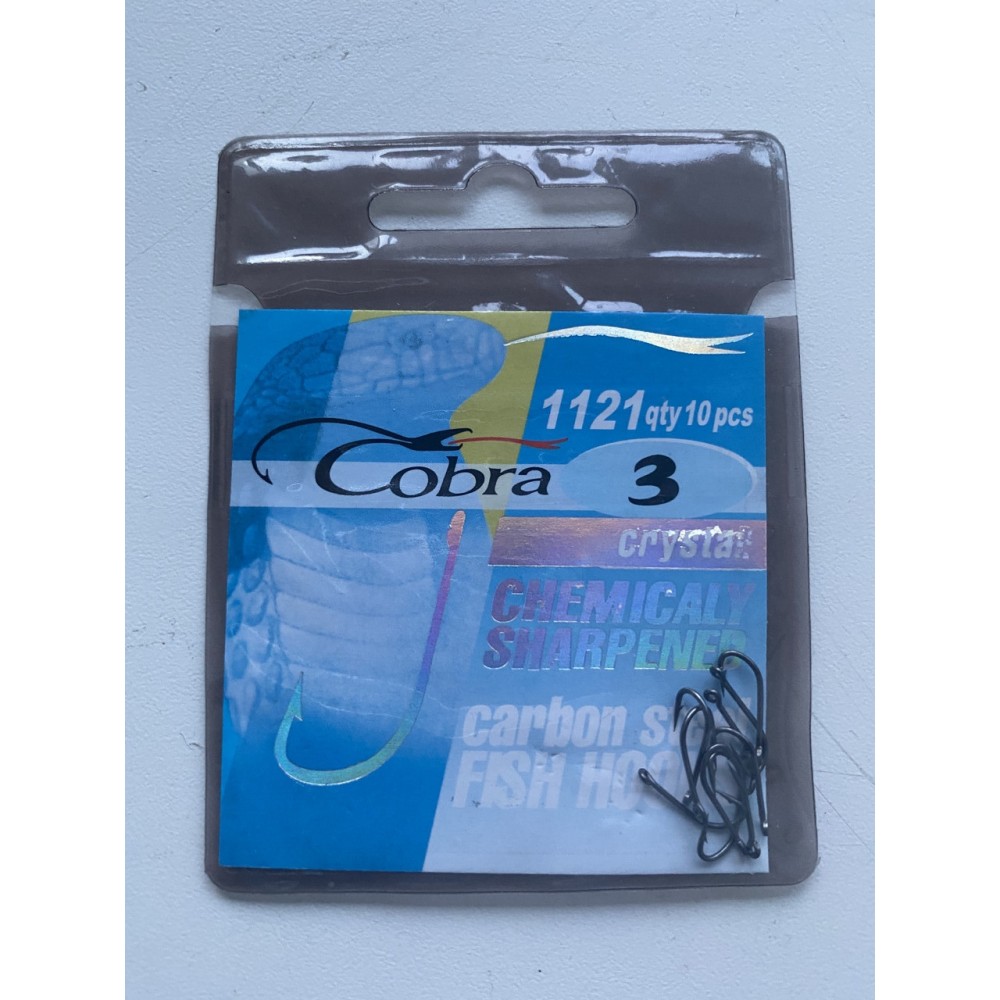 1121 qty 10 pcs
Cobra
3
crystal
CHEMICALY
SHARPENED
carbon
FISH